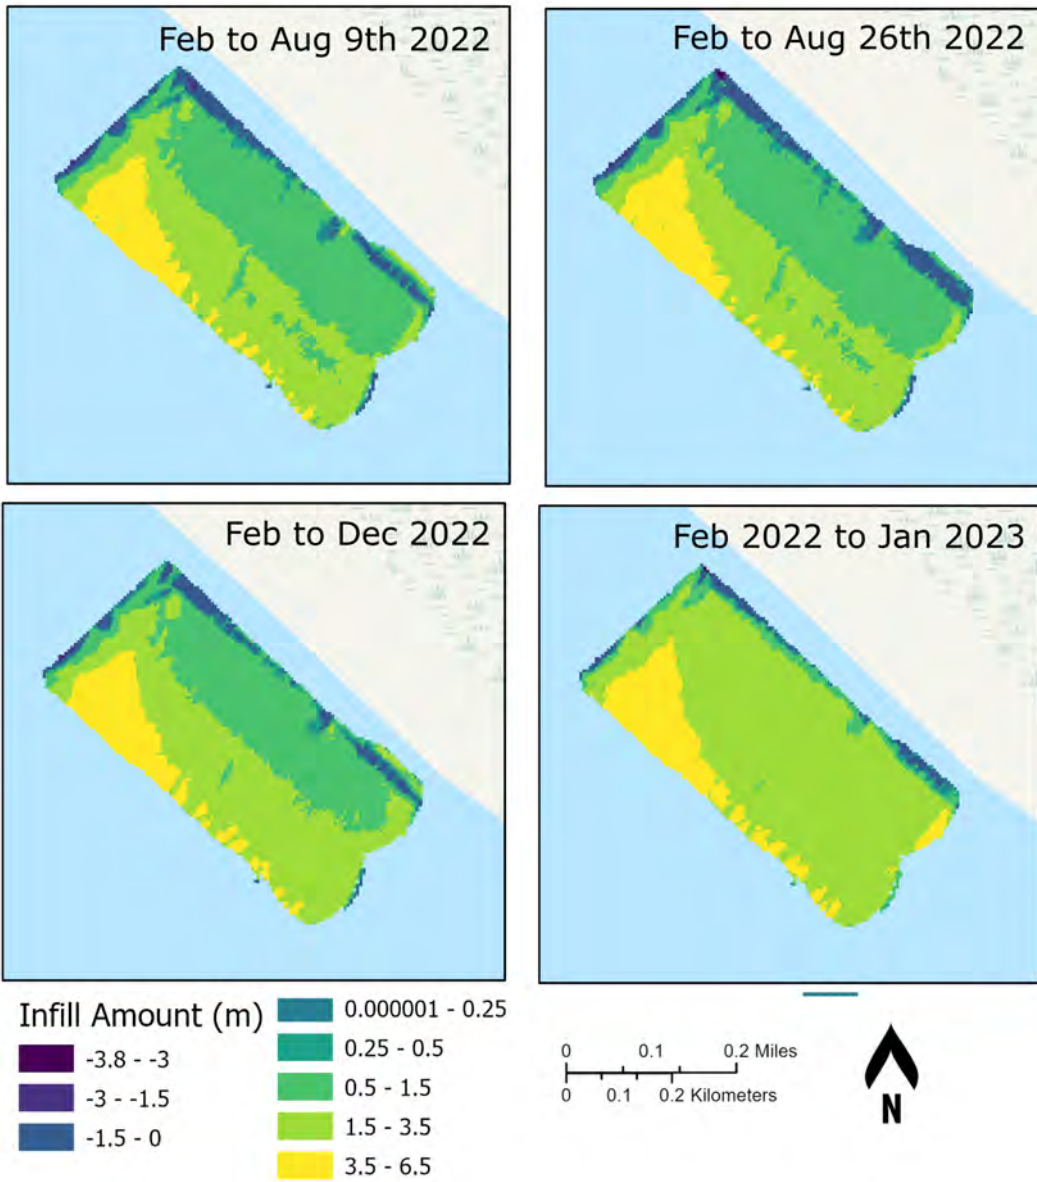 Feb to Aug 9th 2022
Feb to Aug 26th 2022
Feb to Dec 2022
Feb 2022 to Jan 2023
Infill Amount (m)
-3.8 - -3
-3 - -1.5
-1.5 - 0
0.000001 - 0.25
0.25 - 0.5
0.5 - 1.5
1.5 - 3.5
3.5 - 6.5
0 0.1 0.2 Miles
0 0.1 0.2 Kilometers
N